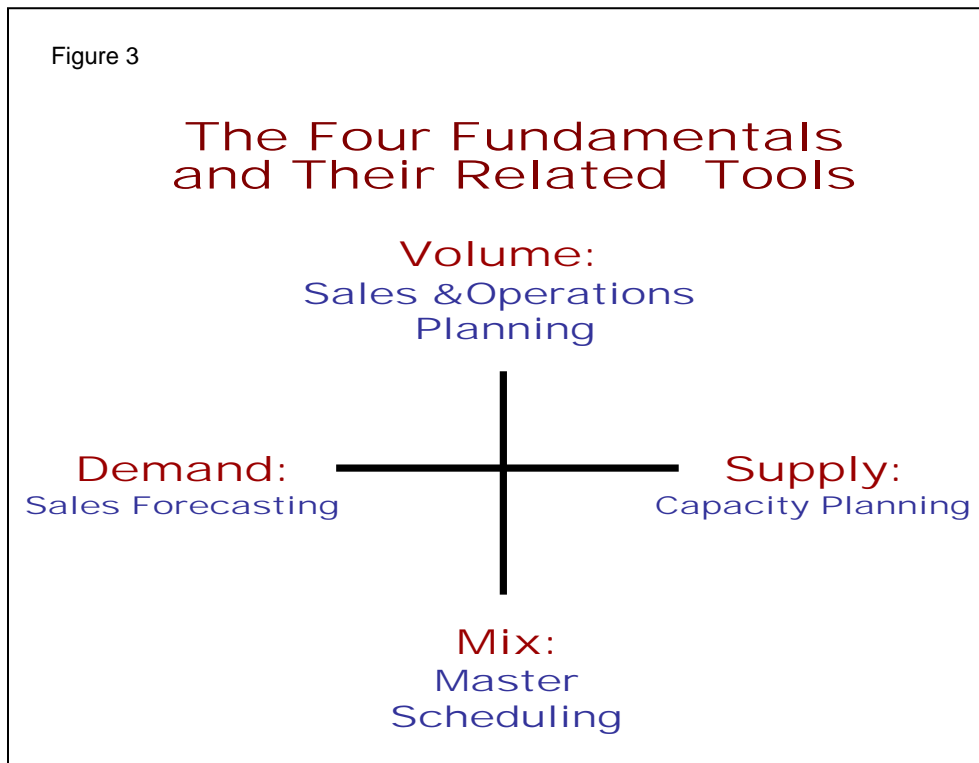 Figure 3
The Four Fundamentals
and Their Related Tools
Volume:
Sales &Operations
Planning
Demand:
Sales Forecasting
Supply:
Capacity Planning
Mix:
Master
Scheduling